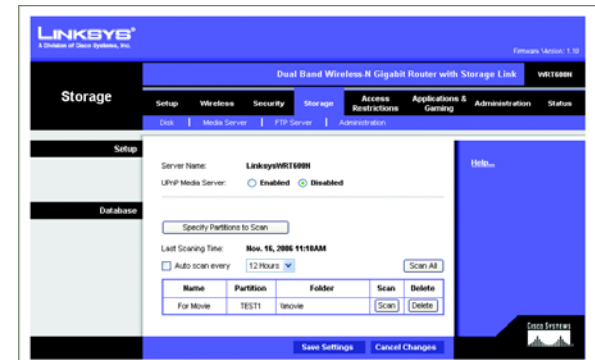 LINKSYS®
A Division of Cisco Systems, Inc.
Firmware Version: 1.10
Dual Band Wireless-N Gigabit Router with Storage Link WRT600N
Storage
Setup Wireless Security Storage Access Restrictions Applications & Gaming Administration Status
Disk | Media Server | FTP Server | Administration
Setup
Server Name: LinksysWRT600N
UPnP Media Server: Enabled Disabled
Help...
Database
Specify Partitions to Scan
Last Scaning Time: Nov. 16, 2006 11:18AM
Auto scan every 12 Hours Scan All
Name Partition Folder Scan Delete
For Movie TEST1 \movie Scan Delete
Save Settings Cancel Changes
CISCO SYSTEMS